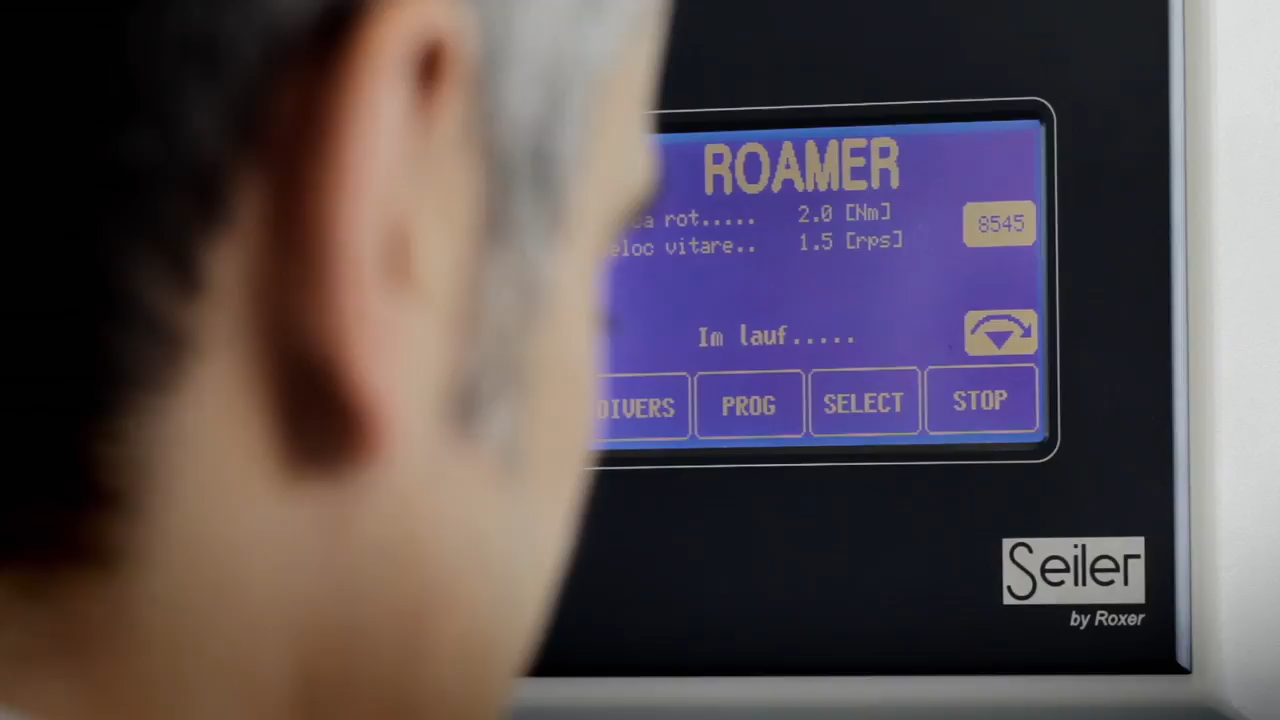 ROAMER
rot..... 2.0 [Nm]
8545
vitare.. 1.5 [rps]
Im lauf.....
DIVERS PROG SELECT STOP
Seiler
by Roxer